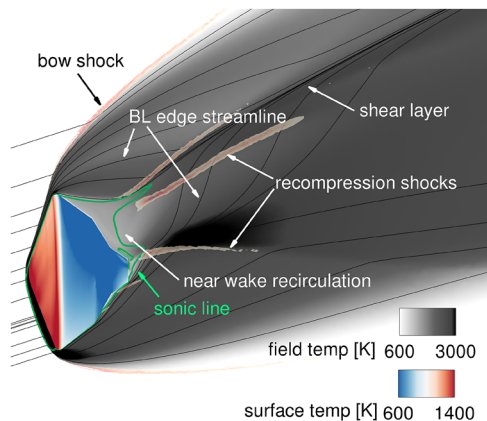 bow shock
BL edge streamline
shear layer
recompression shocks
near wake recirculation
sonic line
field temp [K] 600 3000
surface temp [K] 600 1400